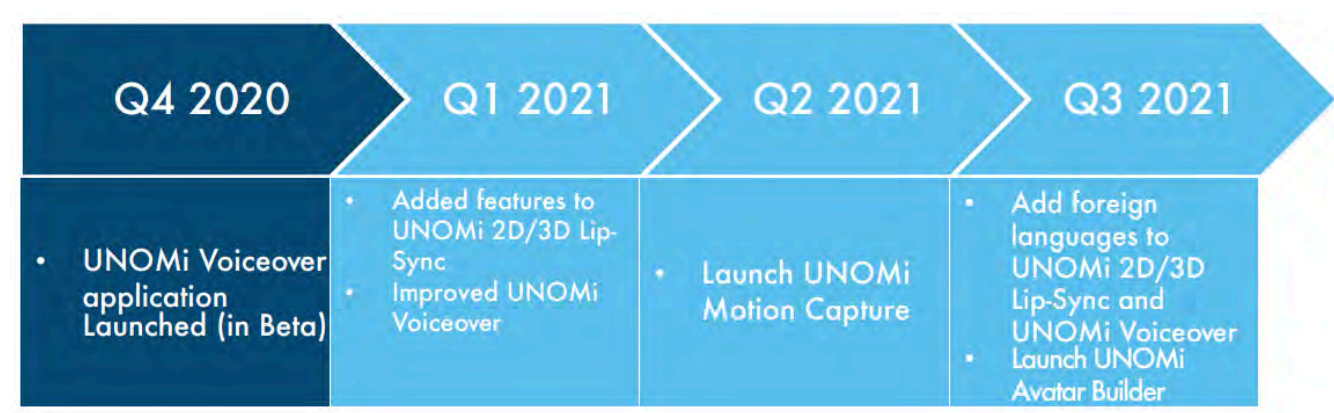 Q4 2020
Q1 2021
Q2 2021
Q3 2021
• UNOMi Voiceover
application
Launched (in Beta)
• Added features to
UNOMi 2D/3D Lip-
Sync
• Improved UNOMi
Voiceover
• Launch UNOMi
Motion Capture
• Add foreign
languages to
UNOMi 2D/3D
Lip-Sync and
UNOMi Voiceover
• Launch UNOMi
Avatar Builder